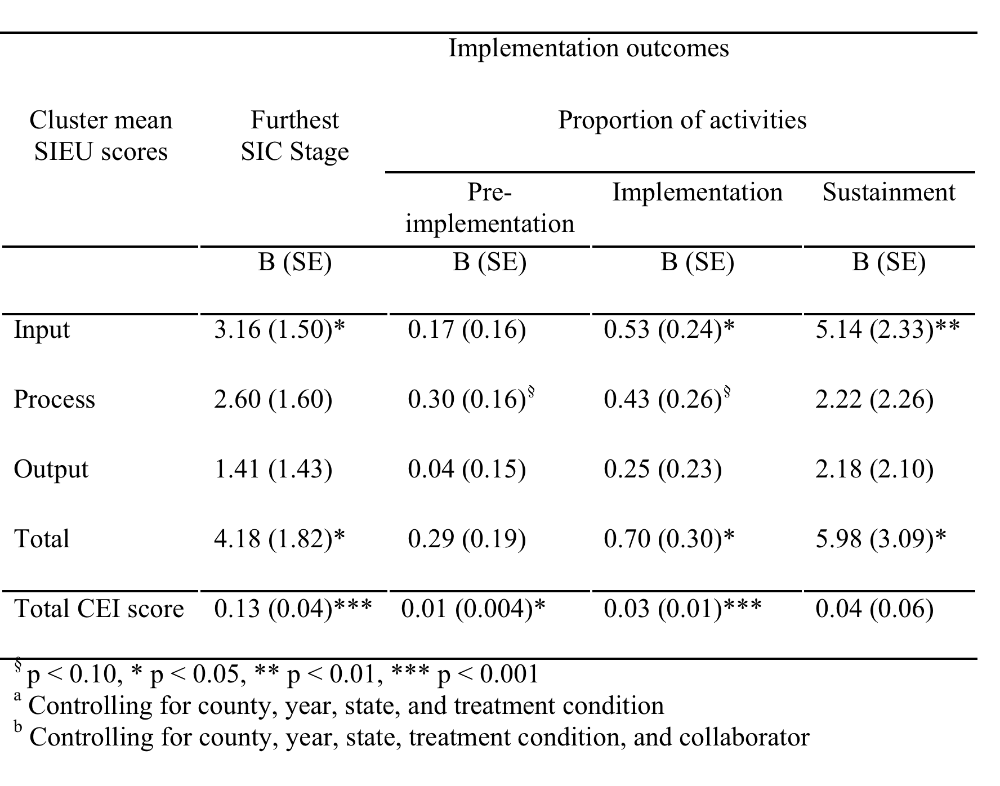 Implementation outcomes
Cluster mean Furthest Proportion of activities
SIEU scores SIC Stage
Pre- Implementation Sustainment
implementation
B (SE) B (SE) B (SE) B (SE)
Input 3.16 (1.50)* 0.17 (0.16) 0.53 (0.24)* 5.14 (2.33)**
Process 2.60 (1.60) 0.30 (0.16)§ 0.43 (0.26)§ 2.22 (2.26)
Output 1.41 (1.43) 0.04 (0.15) 0.25 (0.23) 2.18 (2.10)
Total 4.18 (1.82)* 0.29 (0.19) 0.70 (0.30)* 5.98 (3.09)*
Total CEI score 0.13 (0.04)*** 0.01 (0.004)* 0.03 (0.01)*** 0.04 (0.06)
§ p < 0.10, * p < 0.05, ** p < 0.01, *** p < 0.001
a Controlling for county, year, state, and treatment condition
b Controlling for county, year, state, treatment condition, and collaborator